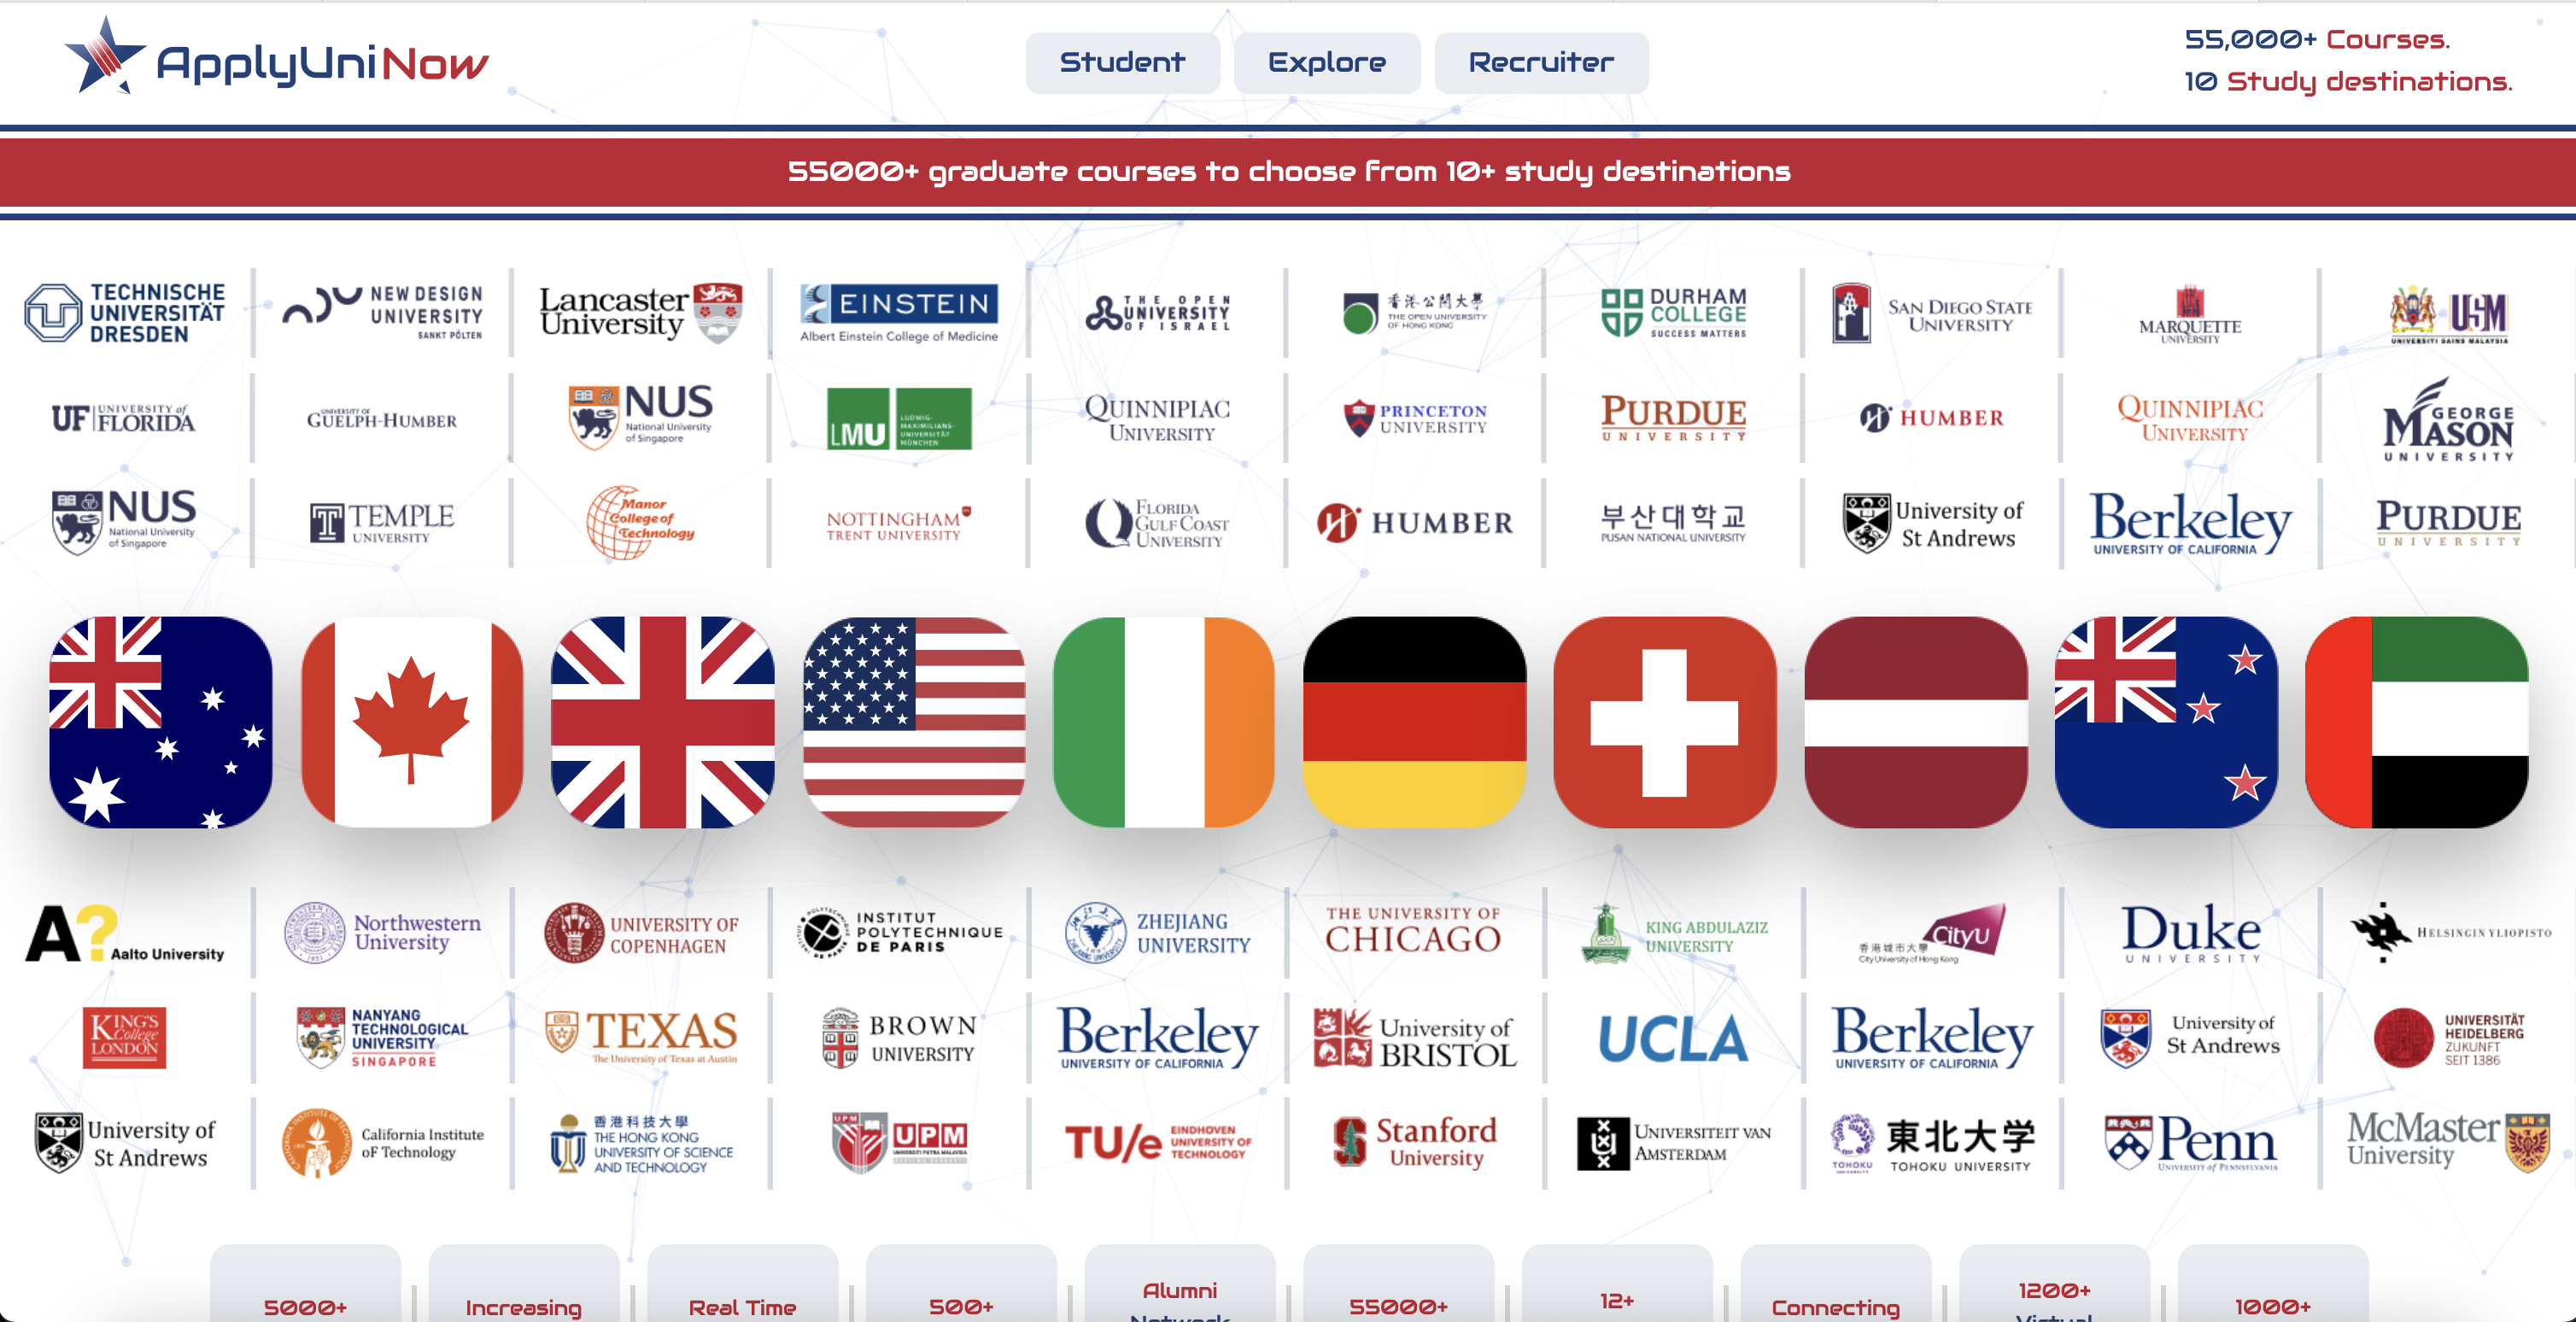 ApplyUniNow
Student
Explore
Recruiter
55,000+ Courses.
10 Study destinations.
55000+ graduate courses to choose from 10+ study destinations
TECHNISCHE
UNIVERSITÄT
DRESDEN
NEW DESIGN
UNIVERSITY
SANKT PÖLTEN
Lancaster
University
EINSTEIN
Albert Einstein College of Medicine
THE OPEN
UNIVERSITY
OF ISRAEL
香港公開大學
THE OPEN UNIVERSITY
OF HONG KONG
DURHAM
COLLEGE
SUCCESS MATTERS
SAN DIEGO STATE
UNIVERSITY
MARQUETTE
UNIVERSITY
USM
UNIVERSITI SAINS MALAYSIA
UF UNIVERSITY of
FLORIDA
UNIVERSITY OF
GUELPH-HUMBER
NUS
National University
of Singapore
LMU
LUDWIG-
MAXIMILIANS-
UNIVERSITÄT
MÜNCHEN
QUINNIPIAC
UNIVERSITY
PRINCETON
UNIVERSITY
PURDUE
UNIVERSITY
HUMBER
QUINNIPIAC
UNIVERSITY
GEORGE
MASON
UNIVERSITY
NUS
National University
of Singapore
TEMPLE
UNIVERSITY
Manor
College of
Technology
NOTTINGHAM
TRENT UNIVERSITY
FLORIDA
GULF COAST
UNIVERSITY
HUMBER
부산대학교
PUSAN NATIONAL UNIVERSITY
University of
St Andrews
Berkeley
UNIVERSITY OF CALIFORNIA
PURDUE
UNIVERSITY
A?
Aalto University
Northwestern
University
UNIVERSITY OF
COPENHAGEN
INSTITUT
POLYTECHNIQUE
DE PARIS
ZHEJIANG
UNIVERSITY
THE UNIVERSITY OF
CHICAGO
KING ABDULAZIZ
UNIVERSITY
CityU
香港城市大學
City University of Hong Kong
Duke
UNIVERSITY
HELSINGIN YLIOPISTO
KING'S
College
LONDON
NANYANG
TECHNOLOGICAL
UNIVERSITY
SINGAPORE
TEXAS
The University of Texas at Austin
BROWN
UNIVERSITY
Berkeley
UNIVERSITY OF CALIFORNIA
University of
BRISTOL
UCLA
Berkeley
UNIVERSITY OF CALIFORNIA
University of
St Andrews
UNIVERSITÄT
HEIDELBERG
ZUKUNFT
SEIT 1386
University of
St Andrews
California Institute
of Technology
香港科技大學
THE HONG KONG
UNIVERSITY OF SCIENCE
AND TECHNOLOGY
UPM
UPM
UNIVERSITI PUTRA MALAYSIA
TU/e
EINDHOVEN
UNIVERSITY OF
TECHNOLOGY
Stanford
University
UNIVERSITEIT VAN
AMSTERDAM
TOHOKU
UNIVERSITY
東北大学
TOHOKU UNIVERSITY
Penn
UNIVERSITY of PENNSYLVANIA
McMaster
University
5000+
Increasing
Real Time
500+
Alumni
Network
55000+
12+
Connecting
1200+
Virtual
1000+